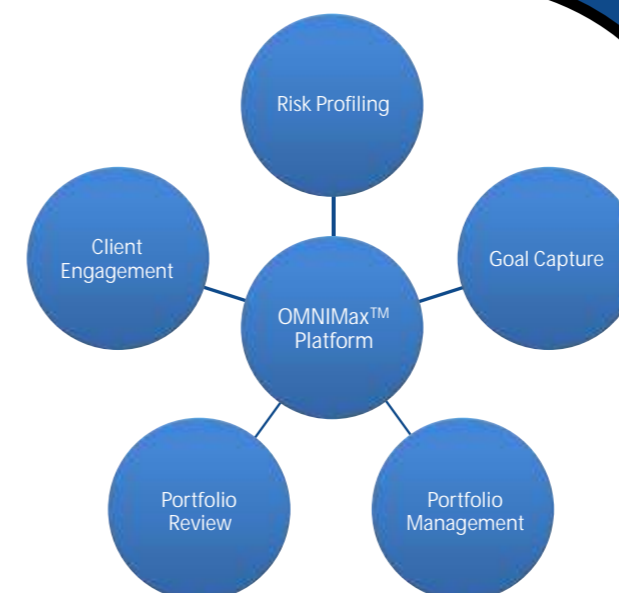 Risk Profiling
Client
Engagement
Goal Capture
OMNIMax™
Platform
Portfolio
Review
Portfolio
Management